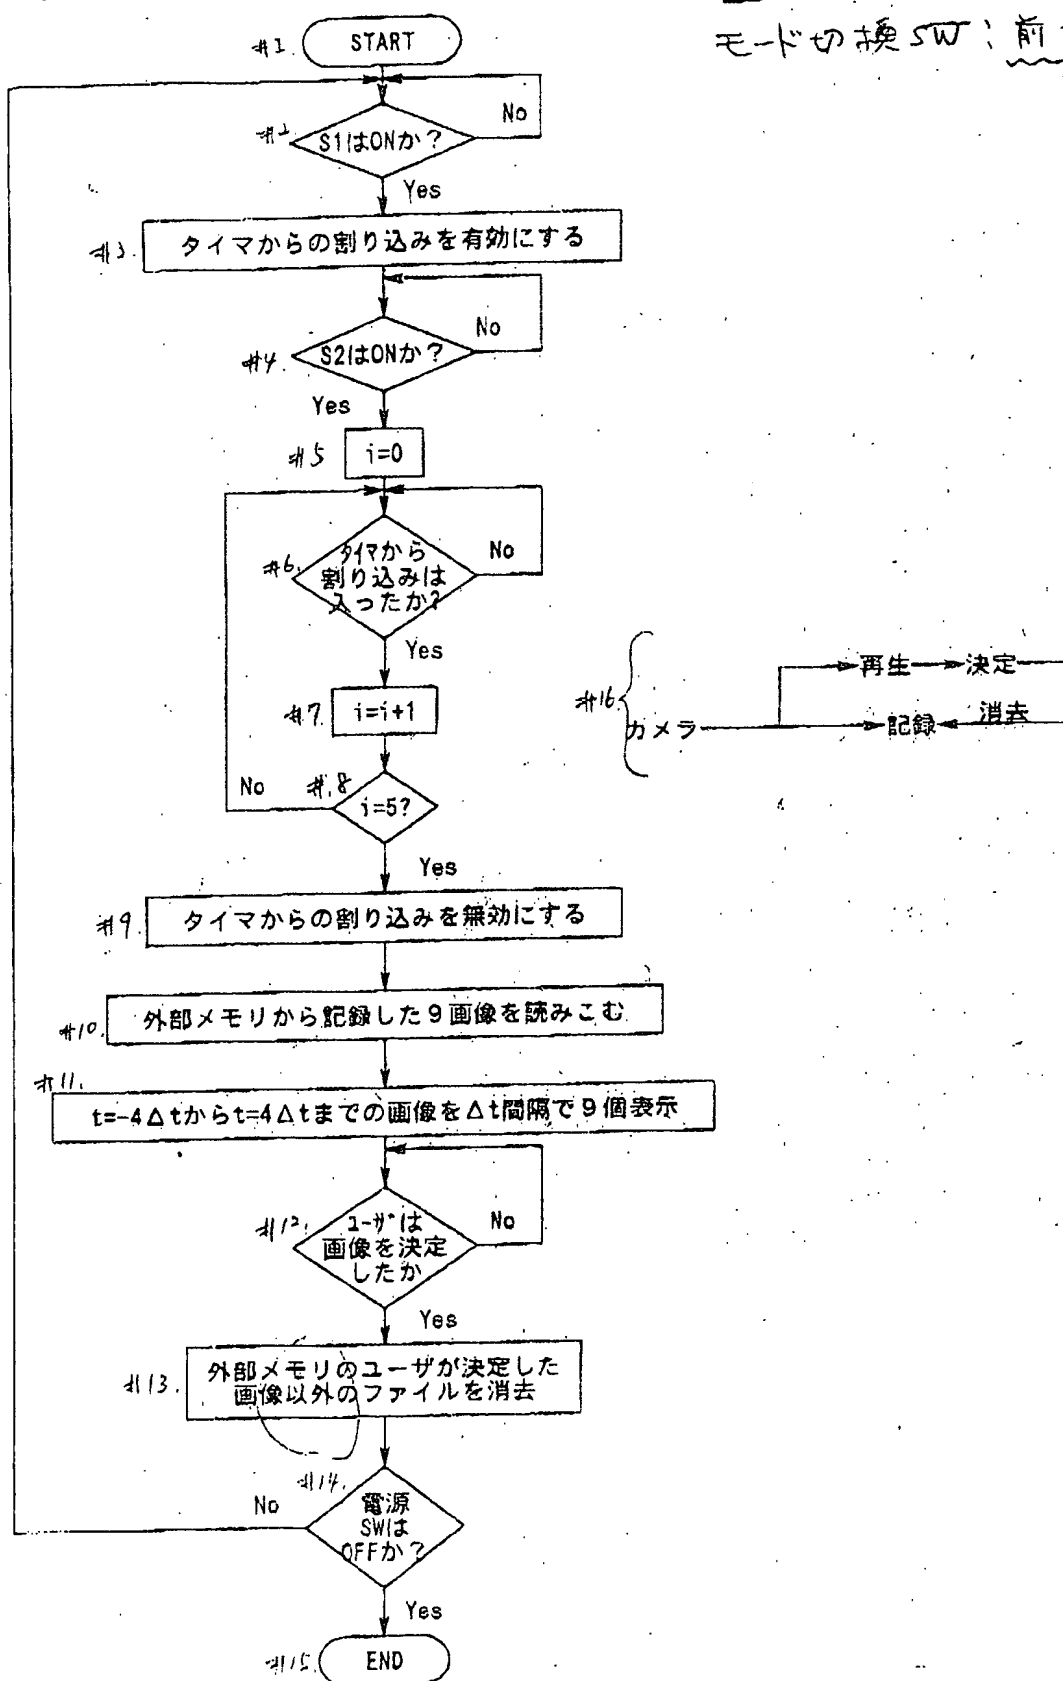 モード切換SW:前
#1. START
#2. S1はONか?
No
Yes
#3. タイマからの割り込みを有効にする
#4. S2はONか?
No
Yes
#5 i=0
#6. タイマから
割り込みは
入ったか?
No
Yes
#7. i=i+1
#.8 i=5?
No
Yes
#16.
カメラ
再生
決定
記録
消去
#9. タイマからの割り込みを無効にする
#10. 外部メモリから記録した9画像を読みこむ
#11.
t=-4Δtからt=4Δtまでの画像をΔt間隔で9個表示
#12. ユーザは
画像を決定
したか
No
Yes
#13. 外部メモリのユーザが決定した
画像以外のファイルを消去
#14.
電源
SWは
OFFか?
No
Yes
#15. END